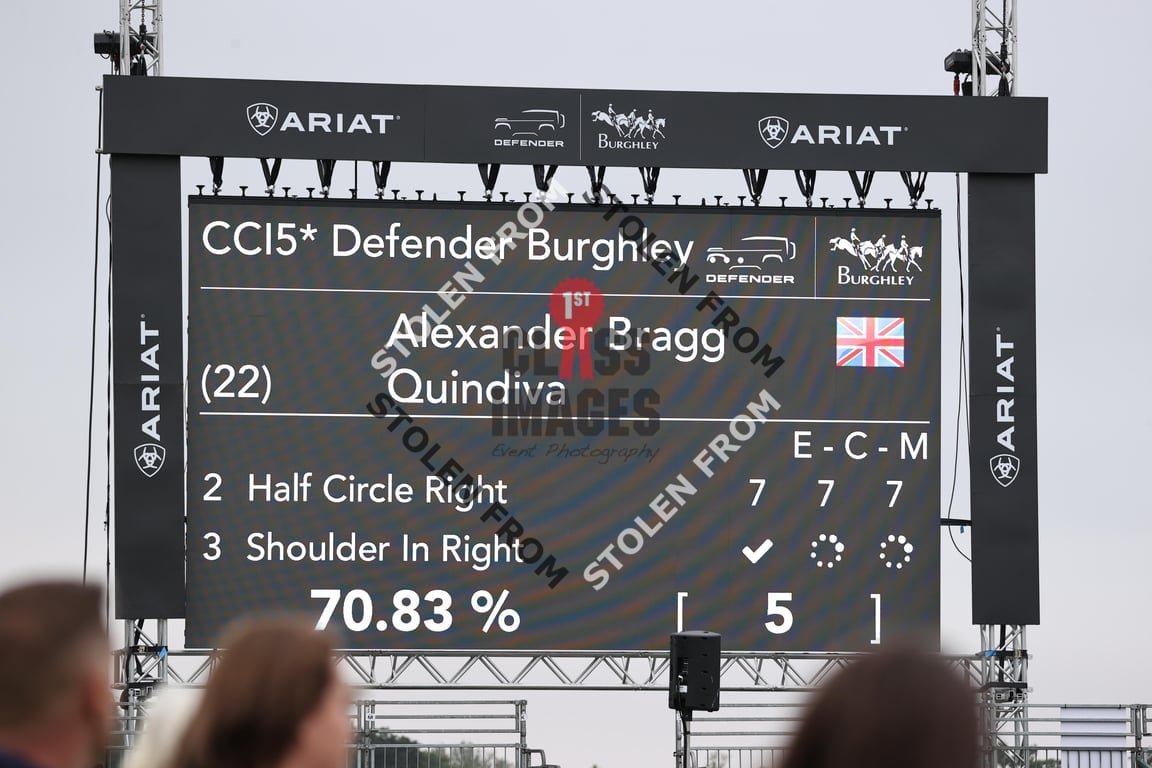 ARIAT
DEFENDER
BURGHLEY
ARIAT
CCI5* Defender Burghley
DEFENDER
BURGHLEY
Alexander Bragg
(22) Quindiva
E - C - M
2 Half Circle Right 7 7 7
3 Shoulder In Right
70.83 % [ 5 ]
ARIAT
ARIAT
STOLEN FROM
STOLEN FROM
1ST
CLASS
IMAGES
Event Photography
STOLEN FROM
STOLEN FROM